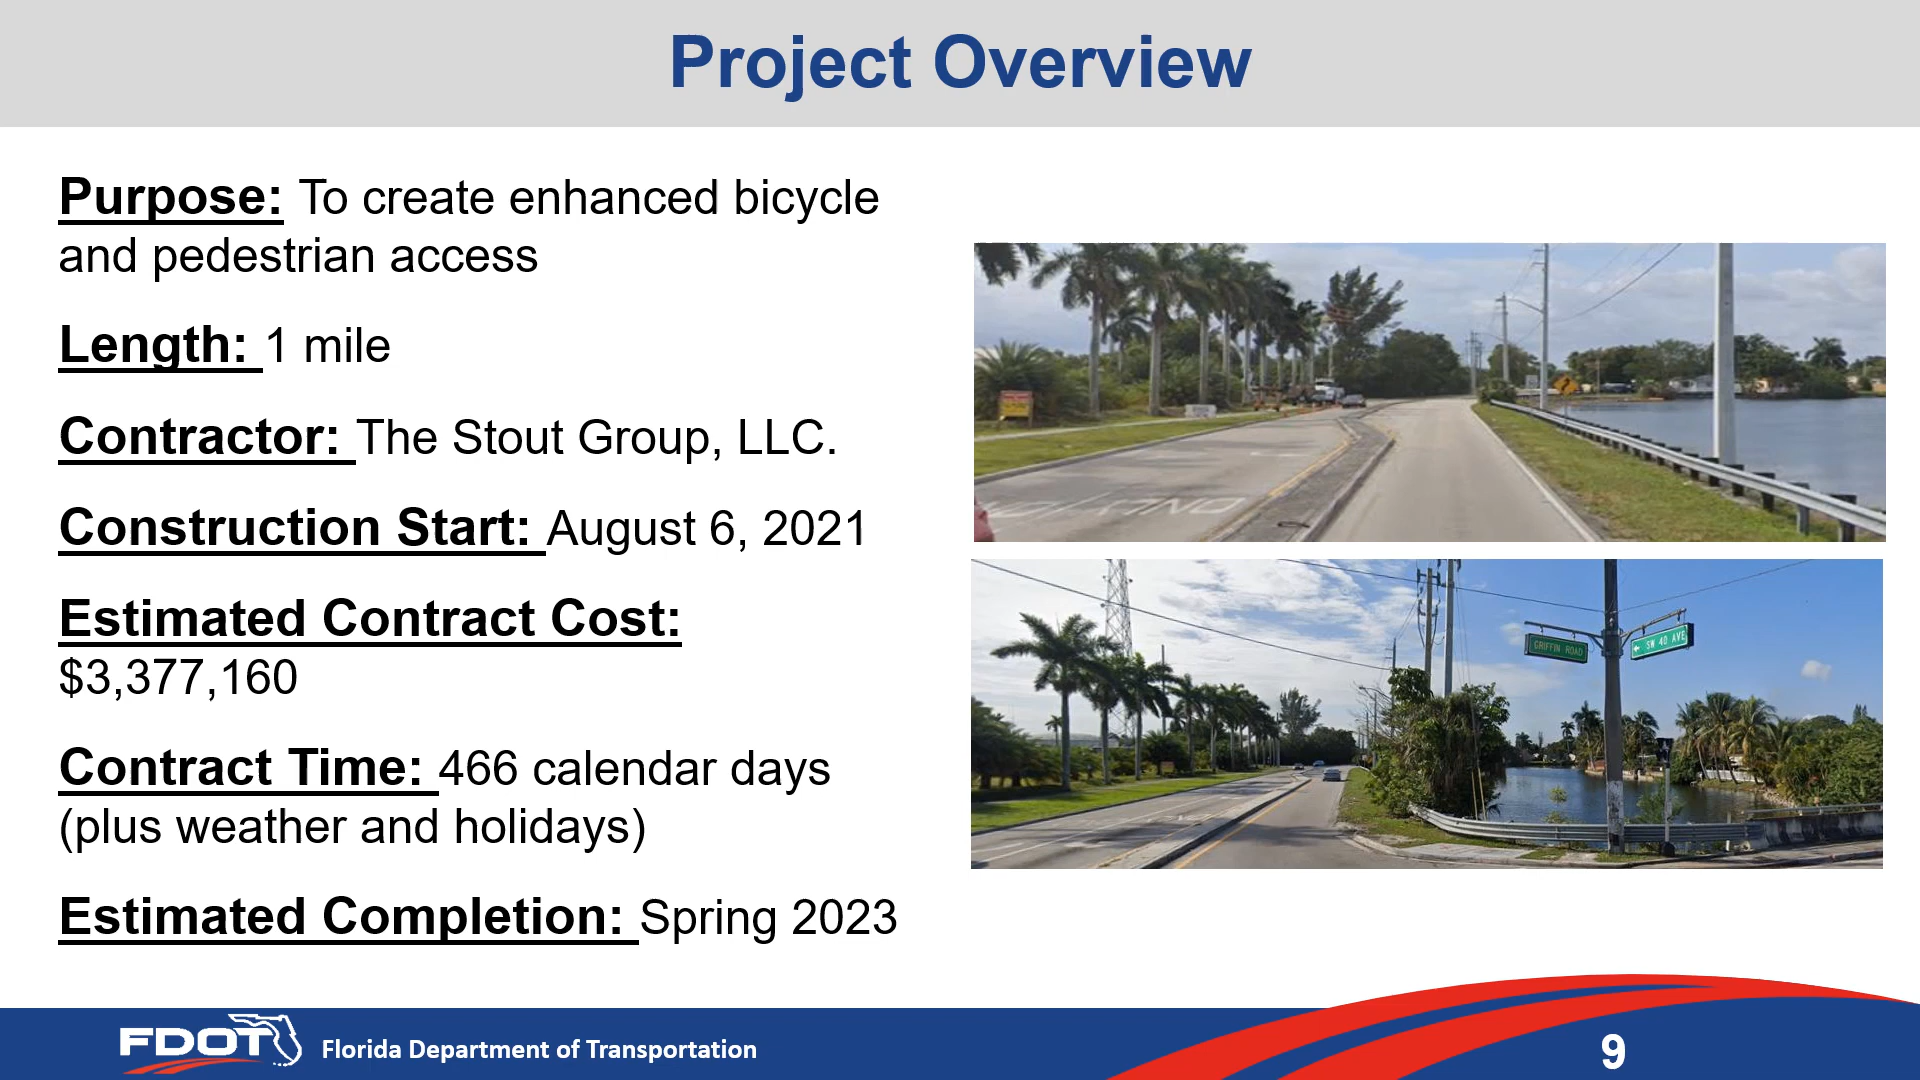 Project Overview
Purpose: To create enhanced bicycle
and pedestrian access
Length: 1 mile
Contractor: The Stout Group, LLC.
Construction Start: August 6, 2021
Estimated Contract Cost:
$3,377,160
Contract Time: 466 calendar days
(plus weather and holidays)
Estimated Completion: Spring 2023
GRIFFIN ROAD
SW 40 AVE
FDOT
Florida Department of Transportation
9